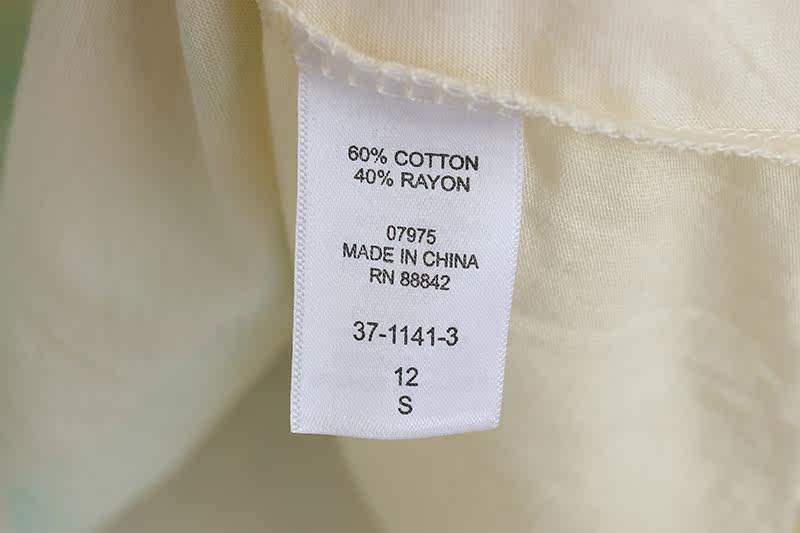 60% COTTON
40% RAYON
07975
MADE IN CHINA
RN 88842
37-1141-3
12
S